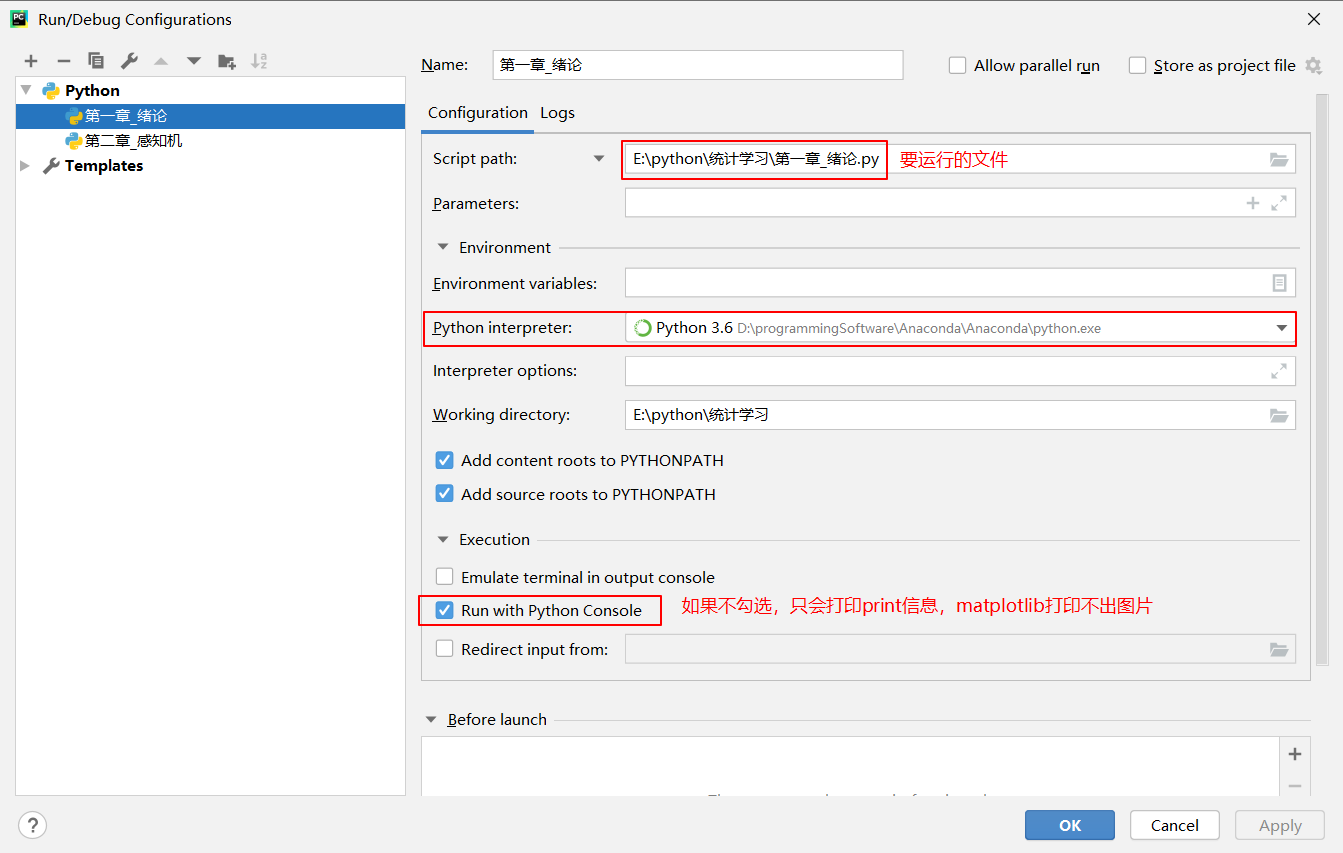 PC
Run/Debug Configurations
Name:
第一章_绪论
Allow parallel run
Store as project file
Python
第一章_绪论
第二章_感知机
Templates
Configuration
Logs
Script path:
E:\python\统计学习\第一章_绪论.py
要运行的文件
Parameters:
Environment
Environment variables:
Python interpreter:
Python 3.6 D:\programmingSoftware\Anaconda\Anaconda\python.exe
Interpreter options:
Working directory:
E:\python\统计学习
Add content roots to PYTHONPATH
Add source roots to PYTHONPATH
Execution
Emulate terminal in output console
Run with Python Console
如果不勾选，只会打印print信息，matplotlib打印不出图片
Redirect input from:
Before launch
?
OK
Cancel
Apply